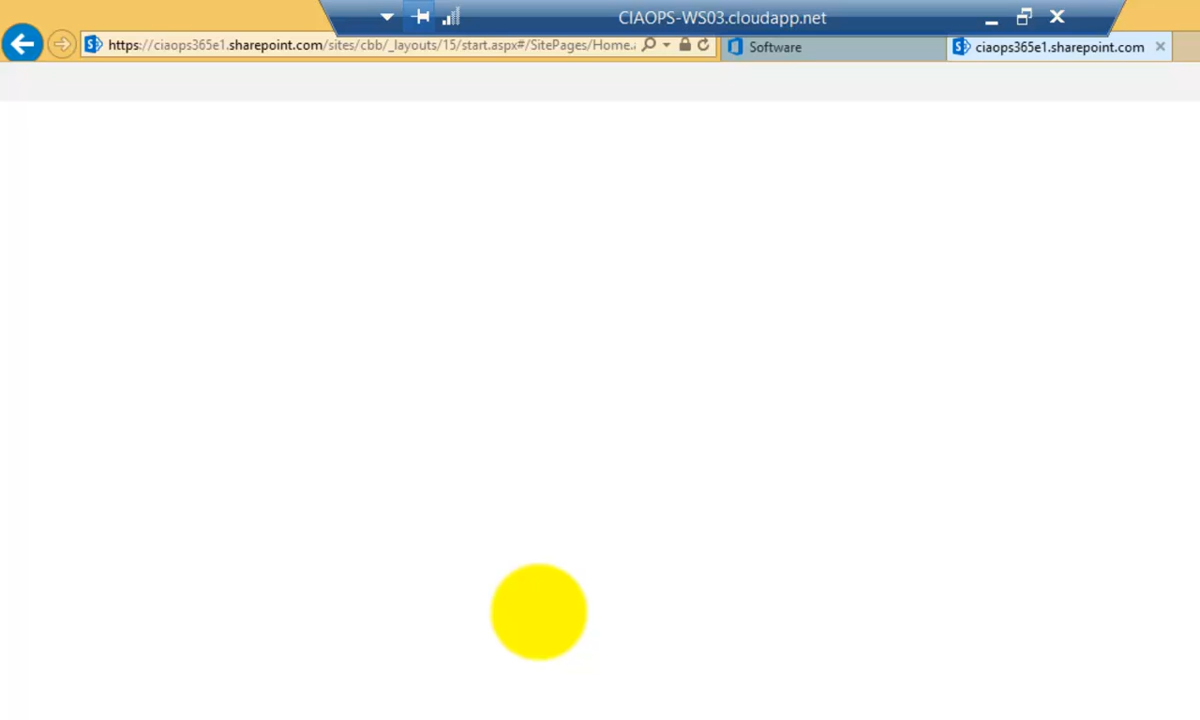 CIAOPS-WS03.cloudapp.net
https://ciaops365e1.sharepoint.com/sites/cbb/_layouts/15/start.aspx#/SitePages/Home.
Software
ciaops365e1.sharepoint.com